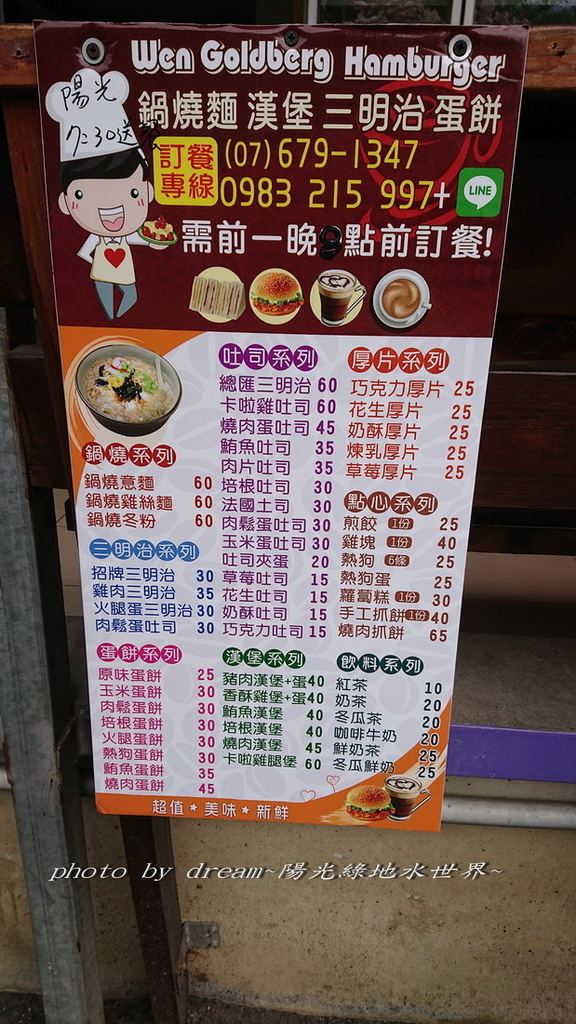 Wen Goldberg Hamburger
陽光
7:30送餐
鍋燒麵 漢堡 三明治 蛋餅
訂餐專線
(07)679-1347
0983 215 997+ LINE
需前一晚9點前訂餐!
鍋燒系列
鍋燒意麵 60
鍋燒雞絲麵 60
鍋燒冬粉 60
三明治系列
招牌三明治 30
雞肉三明治 35
火腿蛋三明治 30
肉鬆蛋吐司 30
蛋餅系列
原味蛋餅 25
玉米蛋餅 30
肉鬆蛋餅 30
培根蛋餅 30
火腿蛋餅 30
熱狗蛋餅 30
鮪魚蛋餅 35
燒肉蛋餅 45
吐司系列
總匯三明治 60
卡啦雞吐司 60
燒肉蛋吐司 45
鮪魚吐司 35
肉片吐司 35
培根吐司 30
法國土司 30
肉鬆蛋吐司 30
玉米蛋吐司 30
吐司夾蛋 20
草莓吐司 15
花生吐司 15
奶酥吐司 15
巧克力吐司 15
漢堡系列
豬肉漢堡+蛋 40
香酥雞堡+蛋 40
鮪魚漢堡 40
培根漢堡 40
燒肉漢堡 45
卡啦雞腿堡 60
厚片系列
巧克力厚片 25
花生厚片 25
奶酥厚片 25
煉乳厚片 25
草莓厚片 25
點心系列
煎餃 1份 25
雞塊 1份 40
熱狗 6條 25
熱狗蛋 25
蘿蔔糕 1份 30
手工抓餅 1份 40
燒肉抓餅 65
飲料系列
紅茶 10
奶茶 20
冬瓜茶 20
咖啡牛奶 20
鮮奶茶 25
冬瓜鮮奶 25
超值★美味★新鮮
photo by dream~陽光綠地水世界~